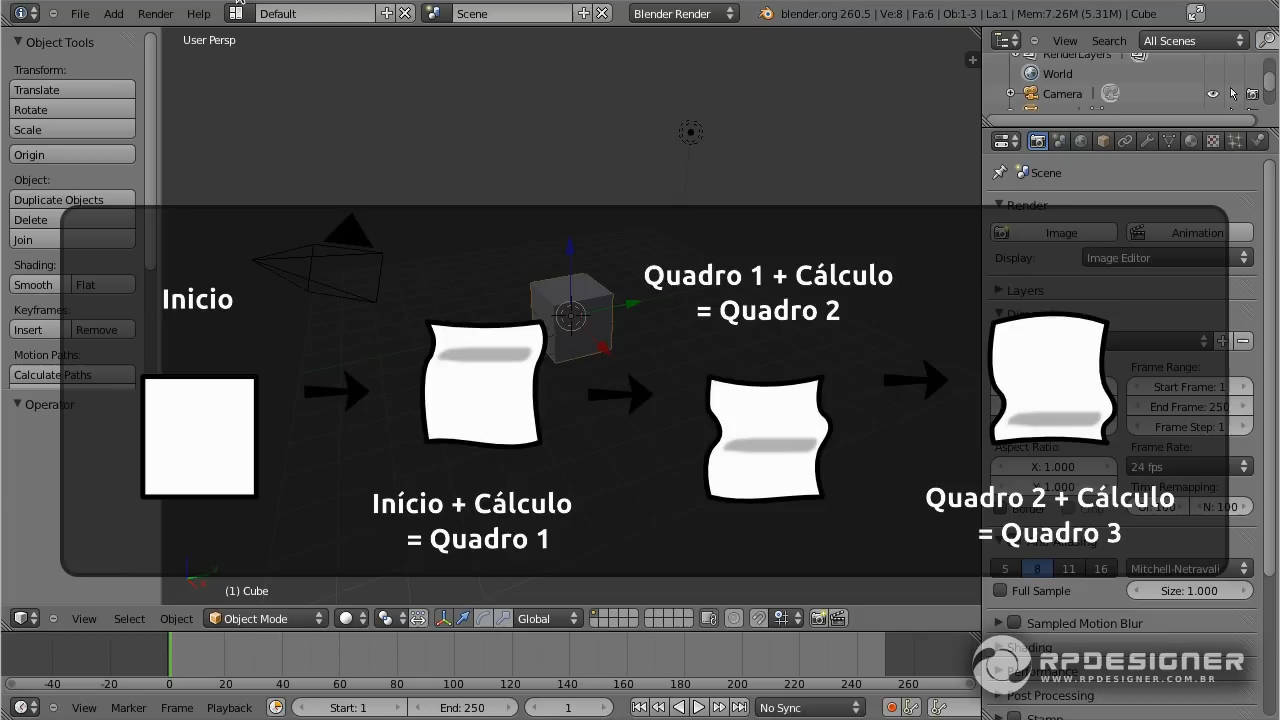 File Add Render Help Default Scene Blender Render blender.org 260.5 | Ve:8 | Fa:6 | Ob:1-3 | La:1 | Mem:7.26M (5.31M) | Cube
Object Tools
User Persp
View Search All Scenes
RenderLayers
World
Camera
Transform:
Translate
Rotate
Scale
Origin
Object:
Duplicate Objects
Delete
Join
Shading:
Smooth Flat
Keyframes:
Insert Remove
Motion Paths:
Calculate Paths
Operator
Scene
Render
Image Animation
Display: Image Editor
Layers
Frame Range:
Start Frame: 1
End Frame: 250
Frame Step: 1
Aspect Ratio: Frame Rate:
X: 1.000 24 fps
Y: 1.000 Time Remapping:
Border N: 100
5 8 11 16 Mitchell-Netravali
Full Sample Size: 1.000
Sampled Motion Blur
Shading
Performance
Post Processing
Stamp
Inicio
Início + Cálculo
= Quadro 1
Quadro 1 + Cálculo
= Quadro 2
Quadro 2 + Cálculo
= Quadro 3
(1) Cube
View Select Object Object Mode Global
-40 -20 0 20 40 60 80 100 120 140 160 180 200 220 240 260
View Marker Frame Playback Start: 1 End: 250 1 No Sync
RPDESIGNER
WWW.RPDESIGNER.COM.BR